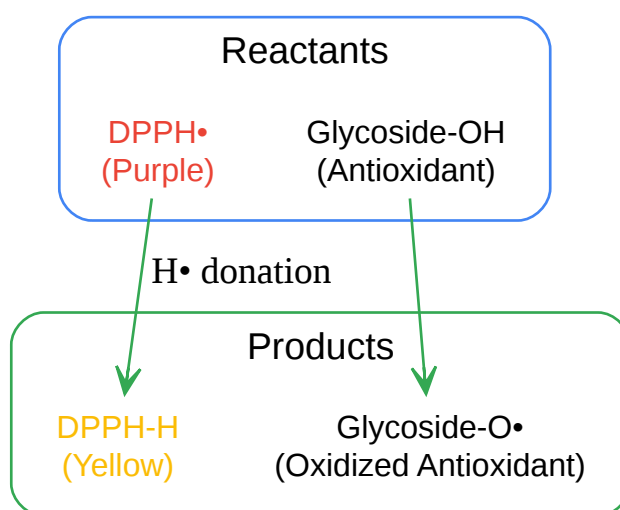 Reactants
DPPH• Glycoside-OH
(Purple) (Antioxidant)
H• donation
Products
DPPH-H Glycoside-O•
(Yellow) (Oxidized Antioxidant)